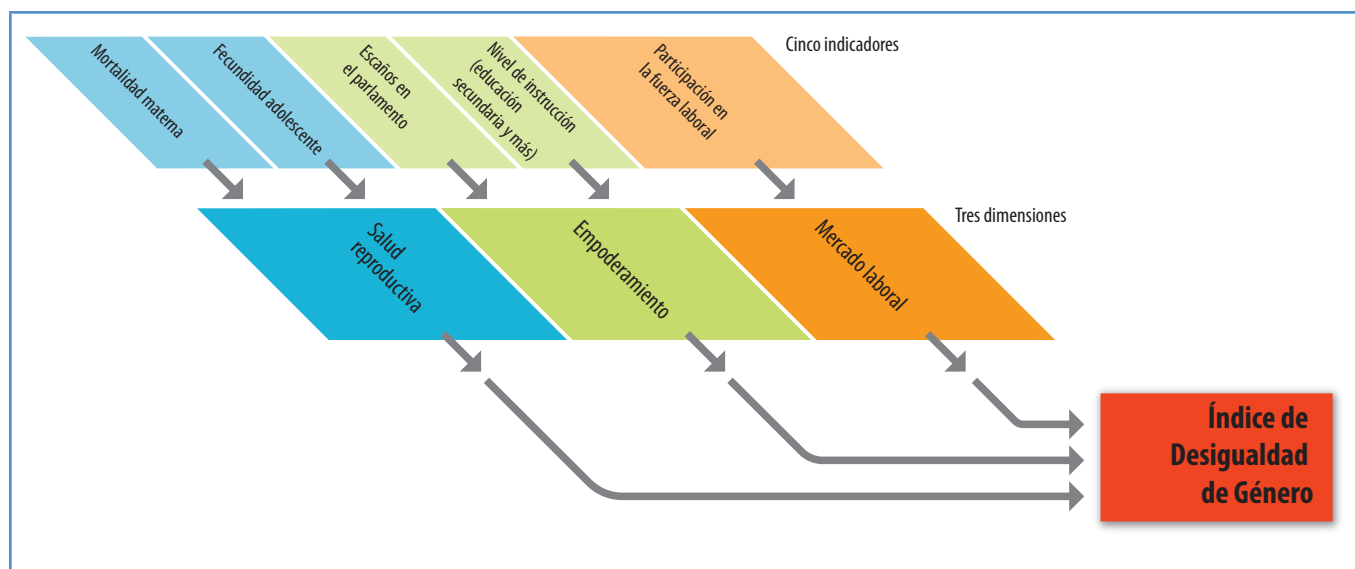 Mortalidad materna
Fecundidad adolescente
Escaños en
el parlamento
Nivel de instrucción
(educación
secundaria y más)
Participación en
la fuerza laboral
Cinco indicadores
Salud
reproductiva
Empoderamiento
Mercado laboral
Tres dimensiones
Índice de
Desigualdad
de Género